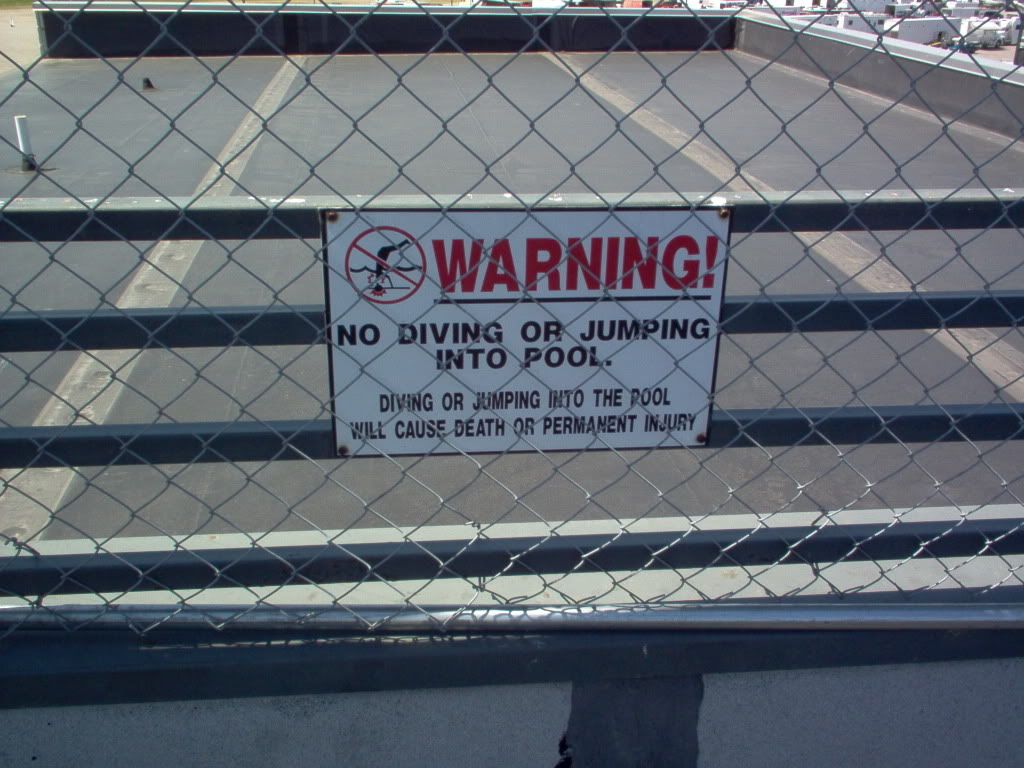 WARNING!
NO DIVING OR JUMPING
INTO POOL.
DIVING OR JUMPING INTO THE POOL
WILL CAUSE DEATH OR PERMANENT INJURY